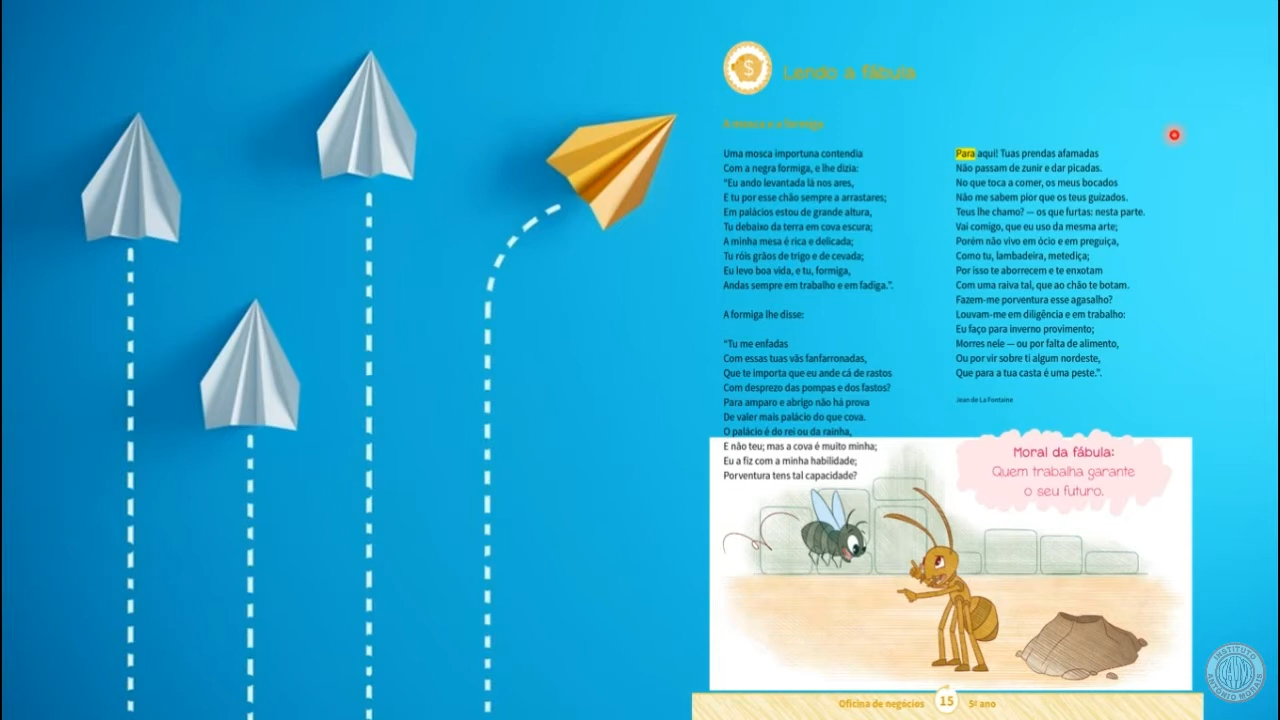 $
Lendo a fábula
A mosca e a formiga
Uma mosca importuna contendia
Com a negra formiga, e lhe dizia:
"Eu ando levantada lá nos ares,
E tu por esse chão sempre a arrastares;
Em palácios estou de grande altura,
Tu debaixo da terra em cova escura;
A minha mesa é rica e delicada;
Tu róis grãos de trigo e de cevada;
Eu levo boa vida, e tu, formiga,
Andas sempre em trabalho e em fadiga.".
A formiga lhe disse:
"Tu me enfadas
Com essas tuas vãs fanfarronadas,
Que te importa que eu ande cá de rastos
Com desprezo das pompas e dos fastos?
Para amparo e abrigo não há prova
De valer mais palácio do que cova.
O palácio é do rei ou da rainha,
E não teu; mas a cova é muito minha;
Eu a fiz com a minha habilidade;
Porventura tens tal capacidade?
Para aqui! Tuas prendas afamadas
Não passam de zunir e dar picadas.
No que toca a comer, os meus bocados
Não me sabem pior que os teus guizados.
Teus lhe chamo? — os que furtas: nesta parte.
Vai comigo, que eu uso da mesma arte;
Porém não vivo em ócio e em preguiça,
Como tu, lambadeira, metediça;
Por isso te aborrecem e te enxotam
Com uma raiva tal, que ao chão te botam.
Fazem-me porventura esse agasalho?
Louvam-me em diligência e em trabalho:
Eu faço para inverno provimento;
Morres nele — ou por falta de alimento,
Ou por vir sobre ti algum nordeste,
Que para a tua casta é uma peste.".
Jean de La Fontaine
Moral da fábula:
Quem trabalha garante
o seu futuro.
Oficina de negócios 15 5º ano
INSTITUTO
ANTÔNIO MORAIS